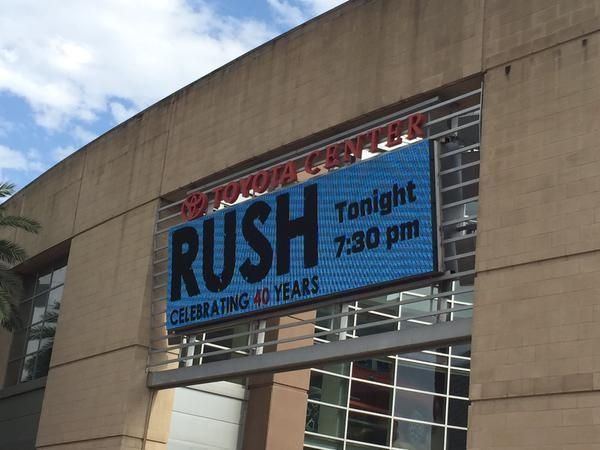 TOYOTA CENTER
RUSH
Tonight
7:30 pm
CELEBRATING 40 YEARS